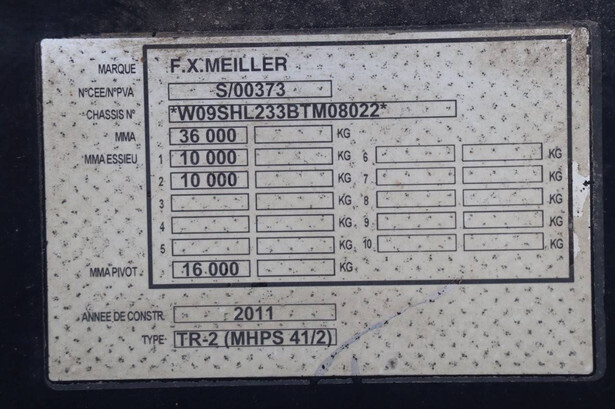 MARQUE F.X.MEILLER
N°CEE/N°PVA S/00373
CHASSIS N° *W09SHL233BTM08022*
MMA 36 000 KG
MMA ESSIEU 1 10 000 KG 6 KG
2 10 000 KG 7 KG
3 KG 8 KG
4 KG 9 KG
5 KG 10 KG
MMA PIVOT 16.000 KG
ANNEE DE CONSTR. 2011
TYPE TR-2 (MHPS 41/2)